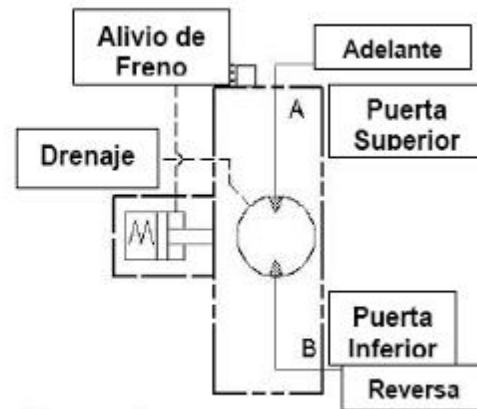 Alivio de
Freno
Adelante
A
Puerta
Superior
Drenaje
Puerta
Inferior
B
Reversa